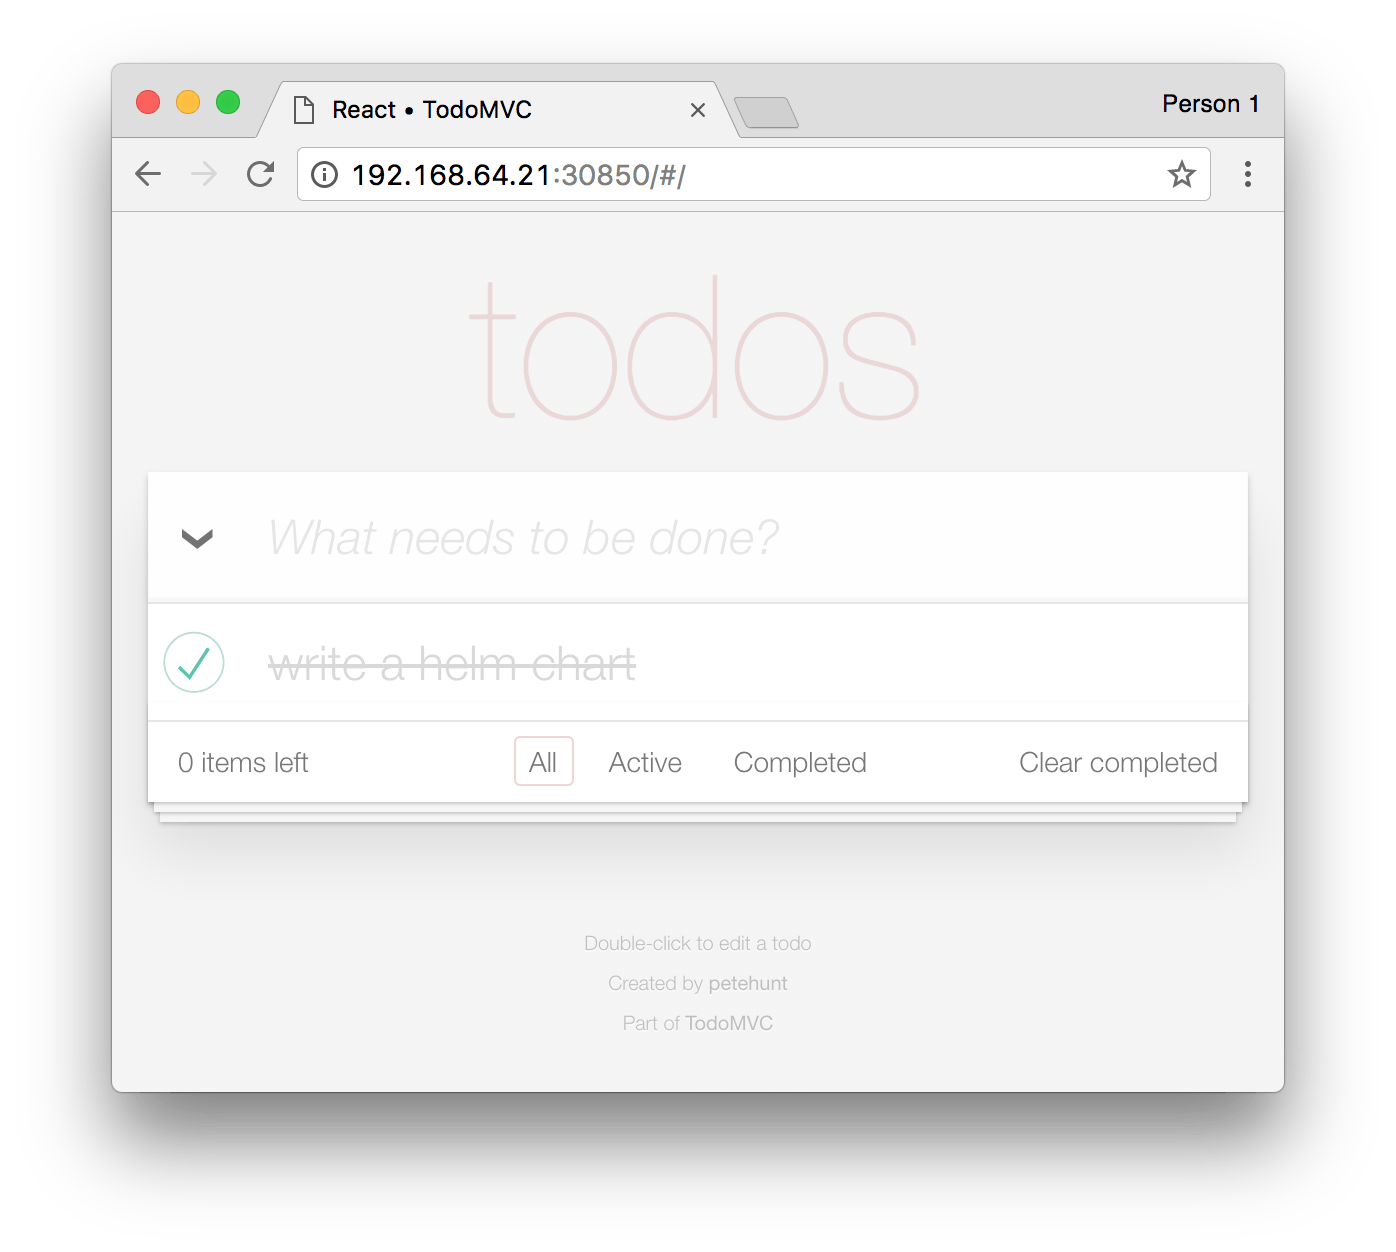 React • TodoMVC
Person 1
192.168.64.21:30850/#/
todos
What needs to be done?
write a helm chart
0 items left
All
Active
Completed
Clear completed
Double-click to edit a todo
Created by petehunt
Part of TodoMVC